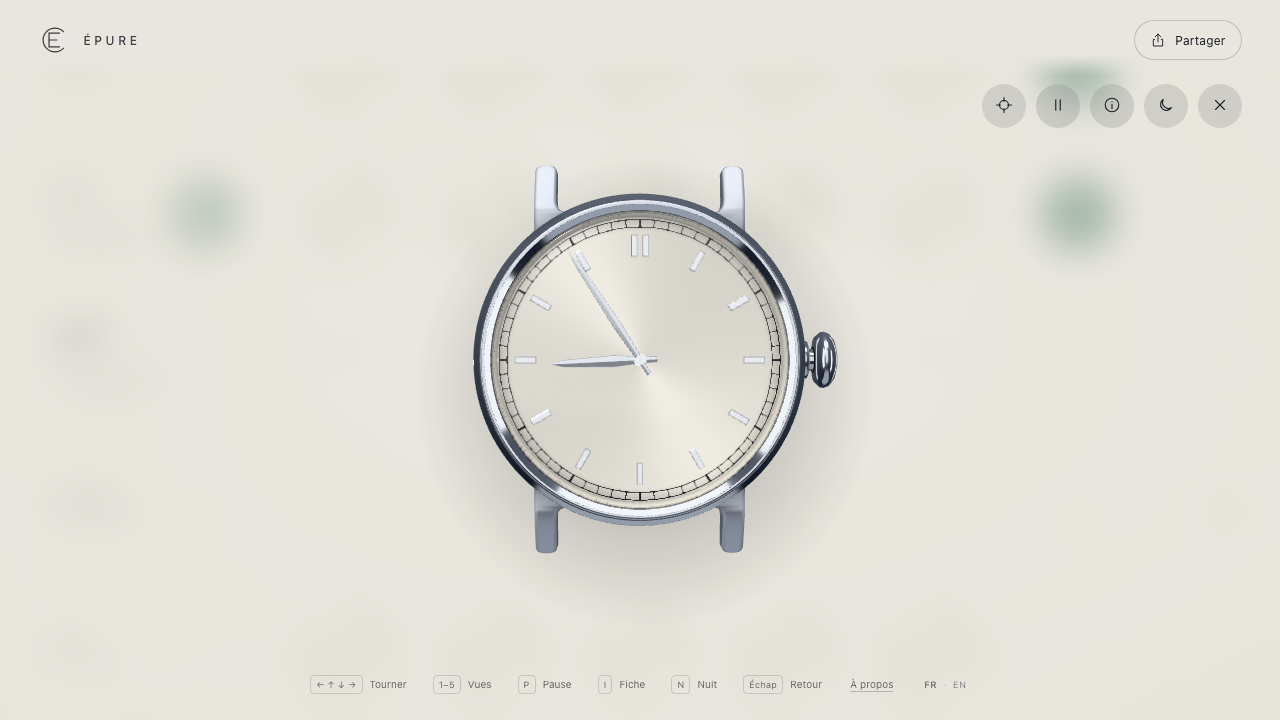 ÉPURE
Partager
← ↑ ↓ → Tourner 1–5 Vues P Pause I Fiche N Nuit Échap Retour À propos FR · EN